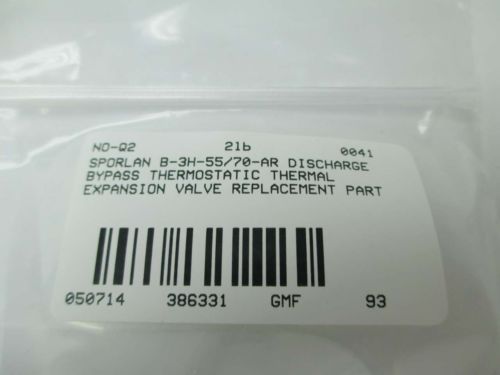 NO-Q2 21b 0041
SPORLAN B-3H-55/70-AR DISCHARGE
BYPASS THERMOSTATIC THERMAL
EXPANSION VALVE REPLACEMENT PART
050714 386331 GMF 93